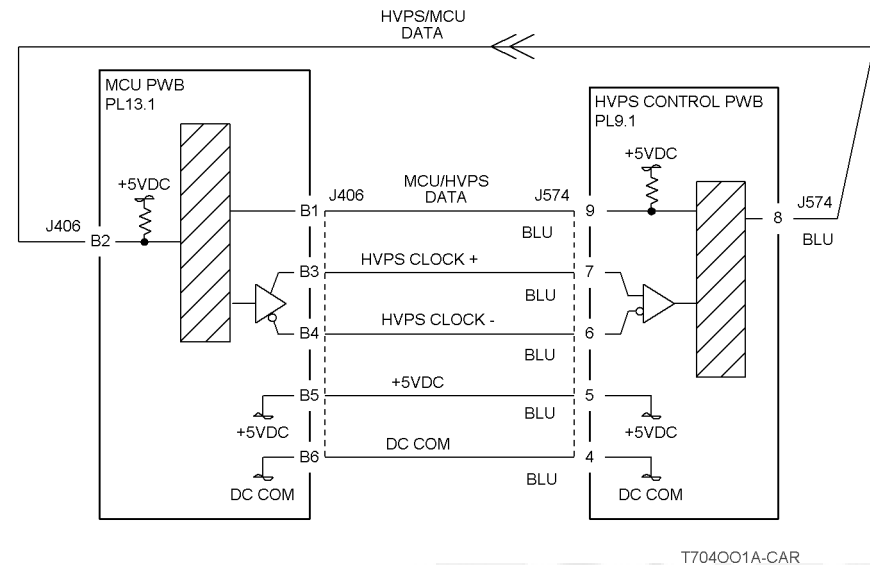 HVPS/MCU
DATA
MCU PWB
PL13.1
HVPS CONTROL PWB
PL9.1
+5VDC
+5VDC
J406
MCU/HVPS
DATA
J574
J574
J406
B2
B1
9
8
BLU
BLU
B3
HVPS CLOCK +
7
BLU
B4
HVPS CLOCK -
6
BLU
B5
+5VDC
5
+5VDC
BLU
+5VDC
B6
DC COM
4
DC COM
BLU
DC COM
T704OO1A-CAR